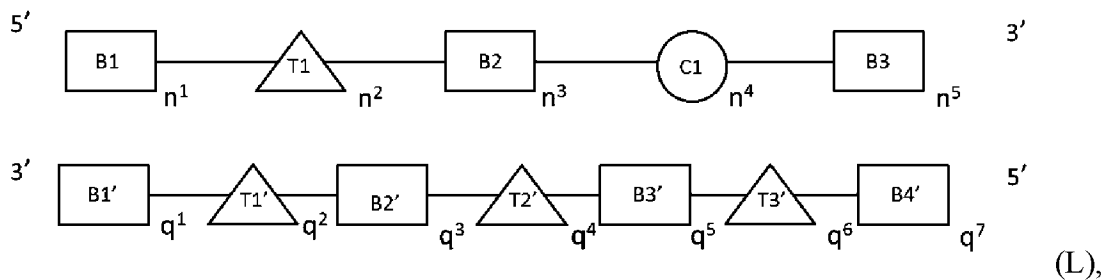 5′ B1 n¹ T1 n² B2 n³ C1 n⁴ B3 n⁵ 3′
3′ B1′ q¹ T1′ q² B2′ q³ T2′ q⁴ B3′ q⁵ T3′ q⁶ B4′ q⁷ 5′
(L),